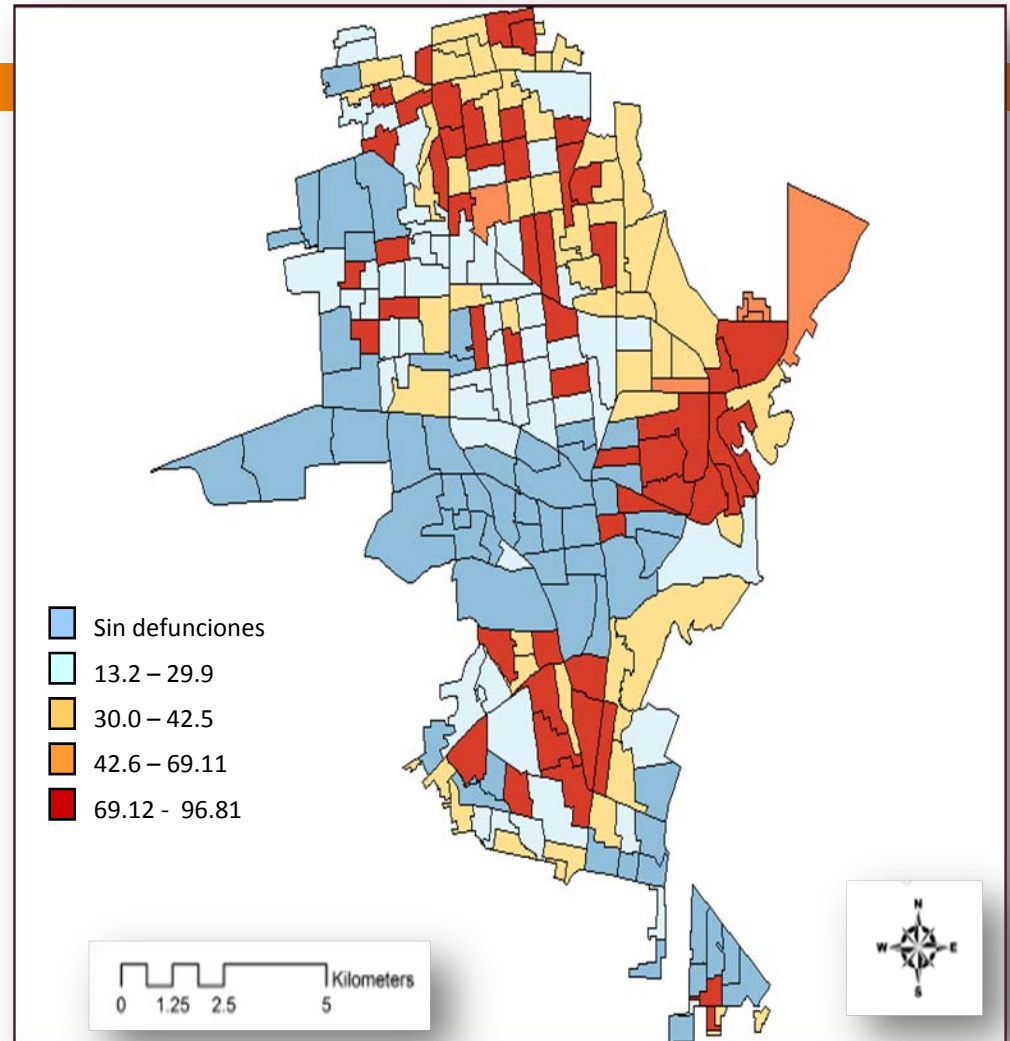 Sin defunciones
13.2 – 29.9
30.0 – 42.5
42.6 – 69.11
69.12 - 96.81
Kilometers
0 1.25 2.5 5
N
W E
S